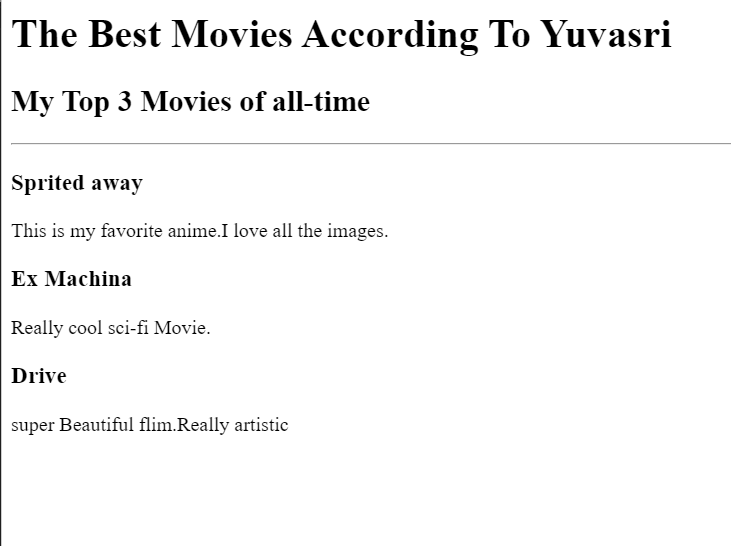 The Best Movies According To Yuvasri
My Top 3 Movies of all-time
Sprited away
This is my favorite anime.I love all the images.
Ex Machina
Really cool sci-fi Movie.
Drive
super Beautiful flim.Really artistic